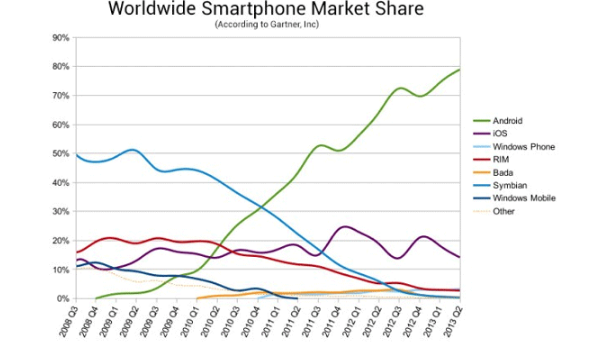 Worldwide Smartphone Market Share
(According to Gartner, Inc)
90%
80%
70%
60%
50%
40%
30%
20%
10%
0%
Android
iOS
Windows Phone
RIM
Bada
Symbian
Windows Mobile
Other
2008 Q3
2008 Q4
2009 Q1
2009 Q2
2009 Q3
2009 Q4
2010 Q1
2010 Q2
2010 Q3
2010 Q4
2011 Q1
2011 Q2
2011 Q3
2011 Q4
2012 Q1
2012 Q2
2012 Q3
2012 Q4
2013 Q1
2013 Q2